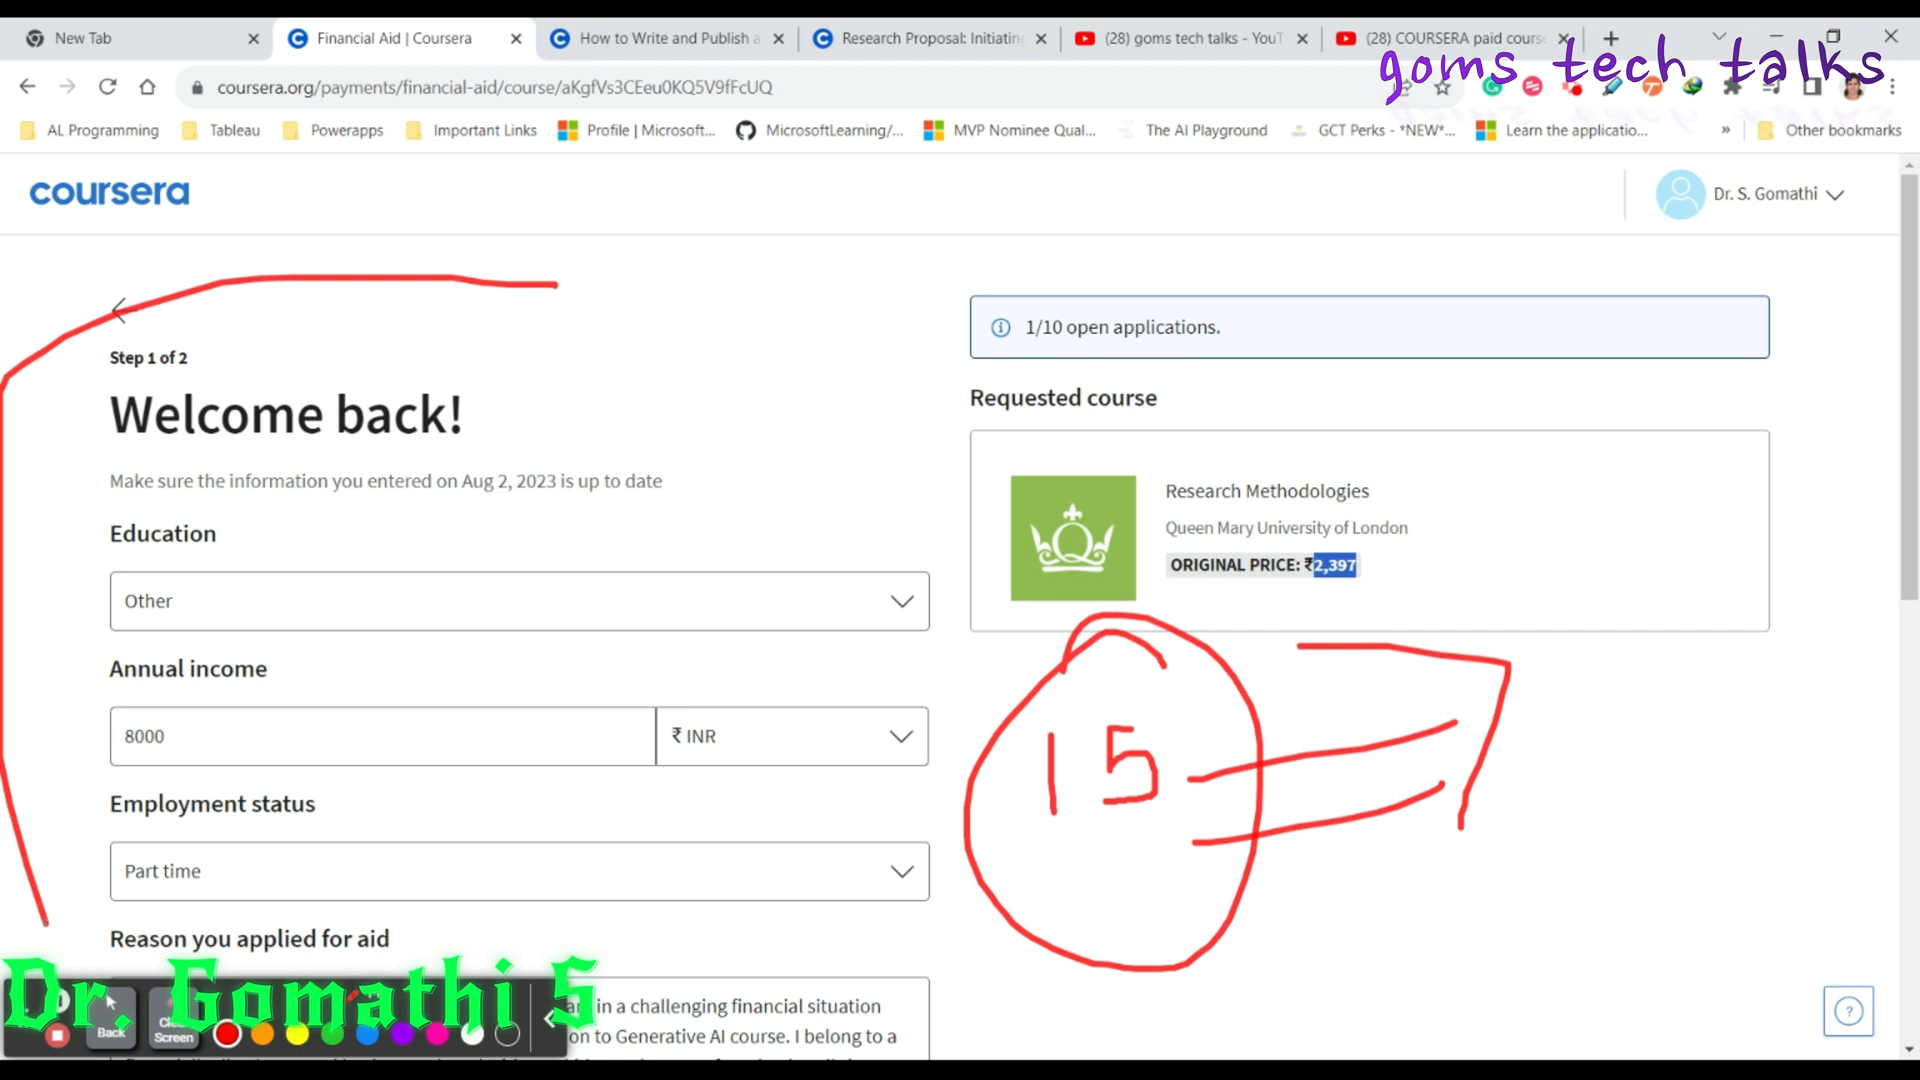 New Tab
Financial Aid | Coursera
How to Write and Publish a
Research Proposal: Initiating
(28) goms tech talks - YouT
(28) COURSERA paid course
goms tech talks
coursera.org/payments/financial-aid/course/aKgfVs3CEeu0KQ5V9fFcUQ
AL Programming
Tableau
Powerapps
Important Links
Profile | Microsoft...
MicrosoftLearning/...
MVP Nominee Qual...
The AI Playground
GCT Perks - *NEW*...
Learn the applicatio...
»
Other bookmarks
coursera
Dr. S. Gomathi
Step 1 of 2
Welcome back!
Make sure the information you entered on Aug 2, 2023 is up to date
Education
Other
Annual income
8000
₹ INR
Employment status
Part time
Reason you applied for aid
in a challenging financial situation
on to Generative AI course. I belong to a
1/10 open applications.
Requested course
Research Methodologies
Queen Mary University of London
ORIGINAL PRICE: ₹2,397
15
Dr. Gomathi S
Back
Screen
?